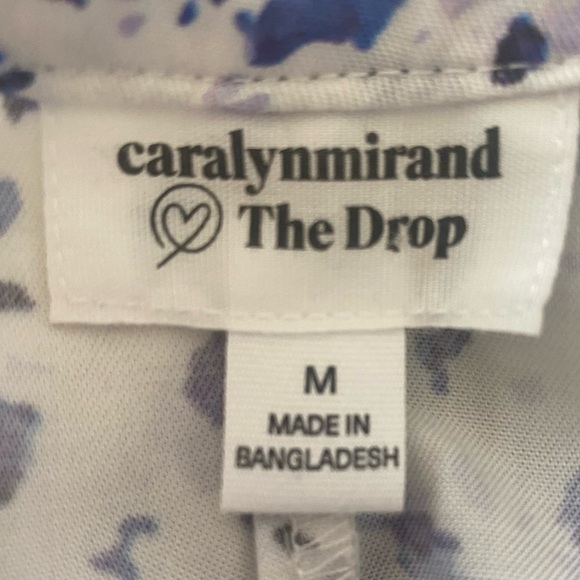 caralynmirand
The Drop
M
MADE IN
BANGLADESH